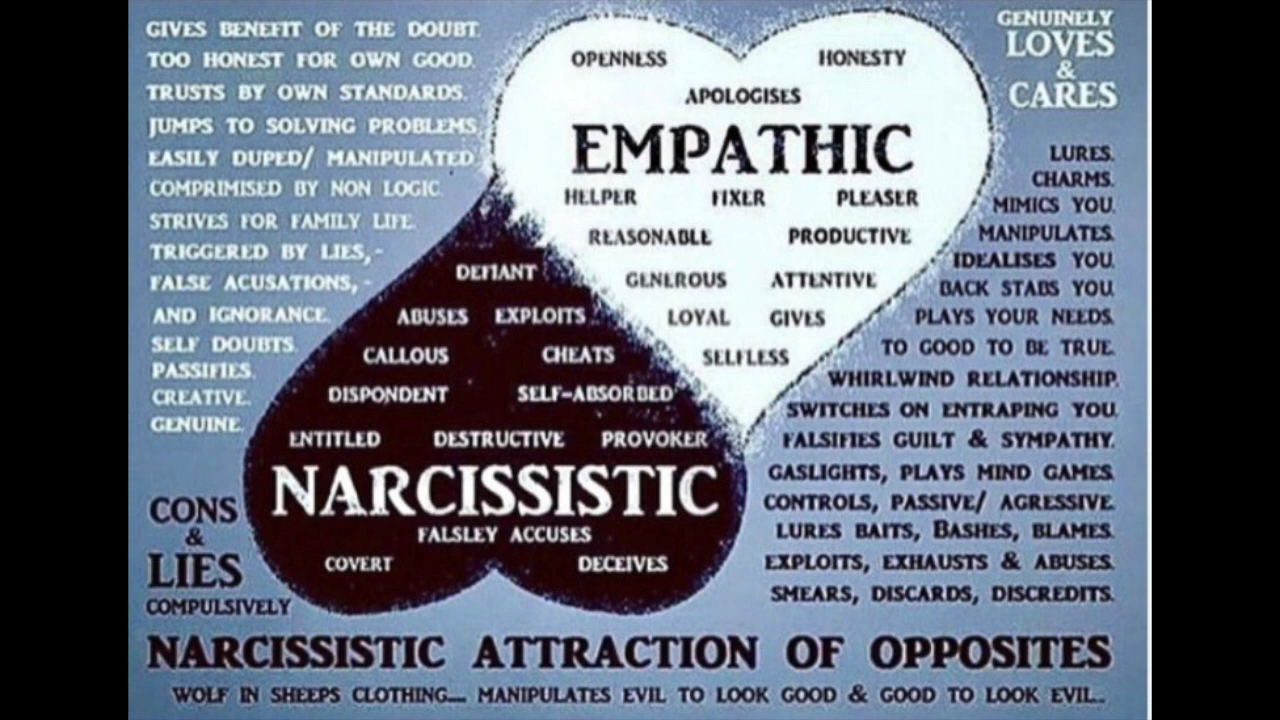 GIVES BENEFIT OF THE DOUBT.
TOO HONEST FOR OWN GOOD.
TRUSTS BY OWN STANDARDS.
JUMPS TO SOLVING PROBLEMS.
EASILY DUPED/ MANIPULATED
COMPRIMISED BY NON LOGIC.
STRIVES FOR FAMILY LIFE.
TRIGGERED BY LIES,-
FALSE ACUSATIONS,-
AND IGNORANCE.
SELF DOUBTS.
PASSIFIES.
CREATIVE.
GENUINE.
OPENNESS HONESTY
APOLOGISES
EMPATHIC
HELPER FIXER PLEASER
REASONABLE PRODUCTIVE
GENEROUS ATTENTIVE
LOYAL GIVES
SELFLESS
GENUINELY
LOVES
&
CARES
DEFIANT
ABUSES EXPLOITS
CALLOUS CHEATS
DISPONDENT SELF-ABSORBED
ENTITLED DESTRUCTIVE PROVOKER
NARCISSISTIC
FALSLEY ACCUSES
COVERT DECEIVES
CONS
&
LIES
COMPULSIVELY
LURES.
CHARMS.
MIMICS YOU.
MANIPULATES.
IDEALISES YOU.
BACK STABS YOU.
PLAYS YOUR NEEDS.
TO GOOD TO BE TRUE.
WHIRLWIND RELATIONSHIP.
SWITCHES ON ENTRAPING YOU.
FALSIFIES GUILT & SYMPATHY.
GASLIGHTS, PLAYS MIND GAMES.
CONTROLS, PASSIVE/ AGRESSIVE.
LURES BAITS, BASHES, BLAMES.
EXPLOITS, EXHAUSTS & ABUSES.
SMEARS, DISCARDS, DISCREDITS.
NARCISSISTIC ATTRACTION OF OPPOSITES
WOLF IN SHEEPS CLOTHING.... MANIPULATES EVIL TO LOOK GOOD & GOOD TO LOOK EVIL..